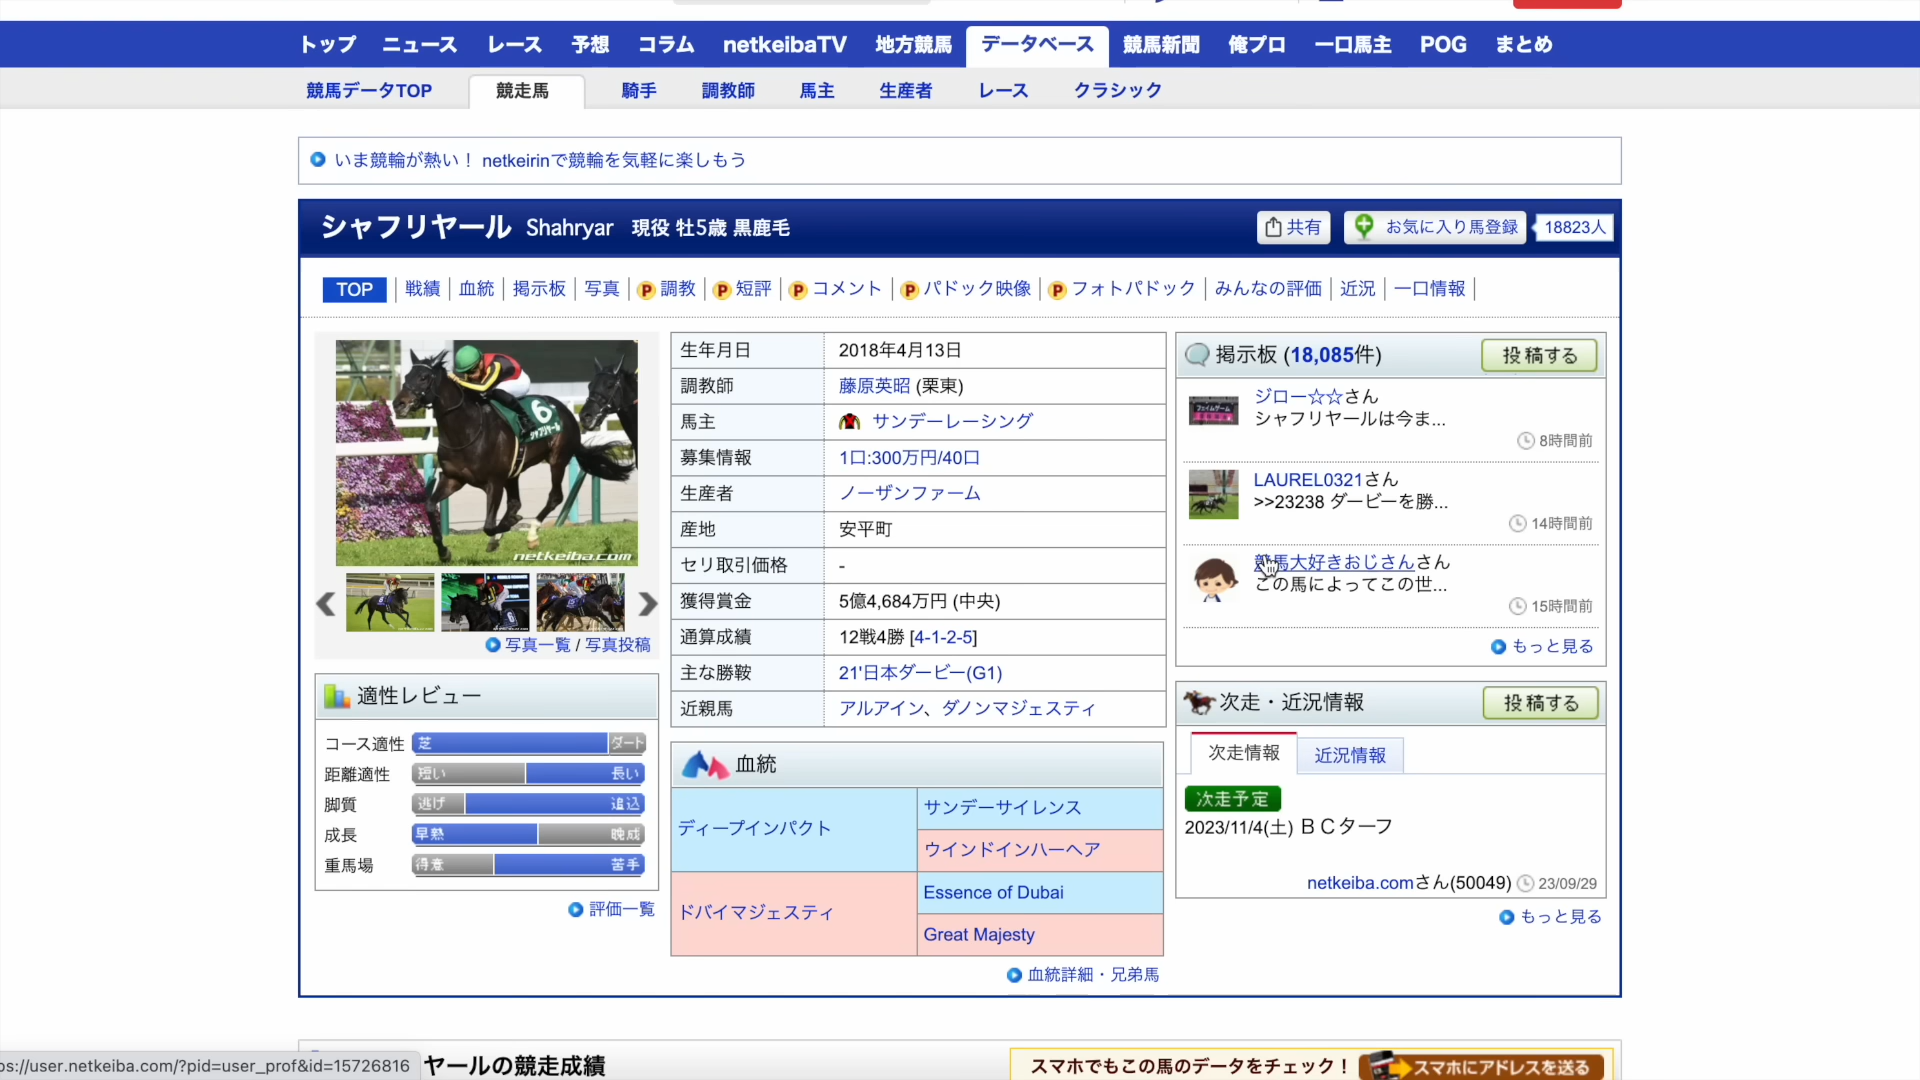 トップ ニュース レース 予想 コラム netkeibaTV 地方競馬 データベース 競馬新聞 俺プロ 一口馬主 POG まとめ
競馬データTOP 競走馬 騎手 調教師 馬主 生産者 レース クラシック
いま競輪が熱い！ netkeirinで競輪を気軽に楽しもう
シャフリヤール Shahryar 現役 牡5歳 黒鹿毛 共有 お気に入り馬登録 18823人
TOP 戦績 血統 掲示板 写真 P 調教 P 短評 P コメント P パドック映像 P フォトパドック みんなの評価 近況 一口情報
6
シャフリヤール
netkeiba.com
写真一覧 / 写真投稿
適性レビュー
コース適性 芝 ダート
距離適性 短い 長い
脚質 逃げ 追込
成長 早熟 晩成
重馬場 得意 苦手
評価一覧
生年月日 2018年4月13日
調教師 藤原英昭 (栗東)
馬主 サンデーレーシング
募集情報 1口:300万円/40口
生産者 ノーザンファーム
産地 安平町
セリ取引価格 -
獲得賞金 5億4,684万円 (中央)
通算成績 12戦4勝 [4-1-2-5]
主な勝鞍 21'日本ダービー(G1)
近親馬 アルアイン、ダノンマジェスティ
血統
ディープインパクト
サンデーサイレンス
ウインドインハーヘア
ドバイマジェスティ
Essence of Dubai
Great Majesty
血統詳細・兄弟馬
掲示板 (18,085件) 投稿する
ジロー☆☆さん
シャフリヤールは今ま...
8時間前
LAUREL0321さん
>>23238 ダービーを勝...
14時間前
競馬大好きおじさんさん
この馬によってこの世...
15時間前
もっと見る
次走・近況情報 投稿する
次走情報 近況情報
次走予定
2023/11/4(土) ＢＣターフ
netkeiba.comさん(50049) 23/09/29
もっと見る
ps://user.netkeiba.com/?pid=user_prof&id=15726816
ヤールの競走成績
スマホでもこの馬のデータをチェック！ スマホにアドレスを送る